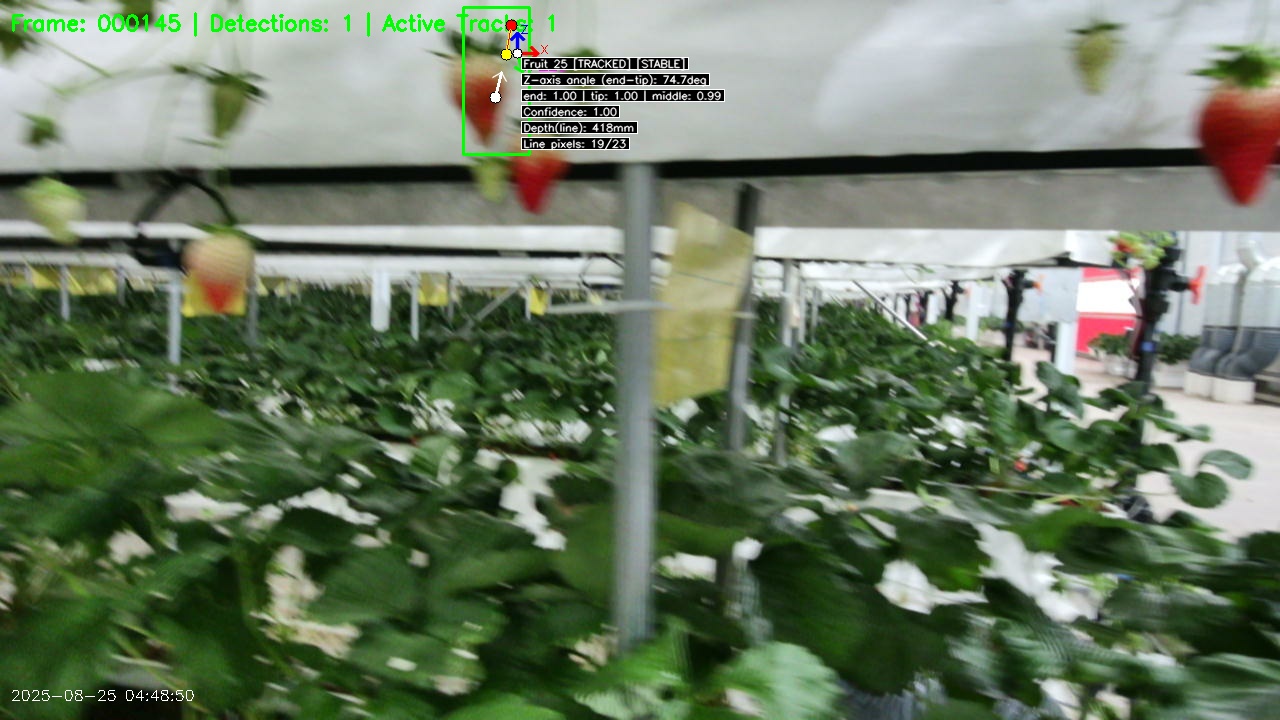 Frame: 000145 | Detections: 1 | Active Tracks: 1
Z
X
Fruit 25 [TRACKED] [STABLE]
Z-axis angle (end-tip): 74.7deg
end: 1.00 | tip: 1.00 | middle: 0.99
Confidence: 1.00
Depth(line): 418mm
Line pixels: 19/23
2025-08-25 04:48:50